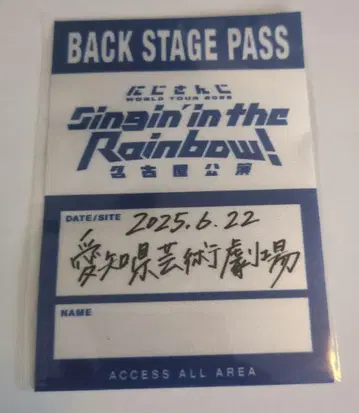 BACK STAGE PASS
にじさんじ
WORLD TOUR 2025
Singin' in the
Rainbow!
名古屋公演
DATE/SITE
2025.6.22
愛知県芸術劇場
NAME
ACCESS ALL AREA